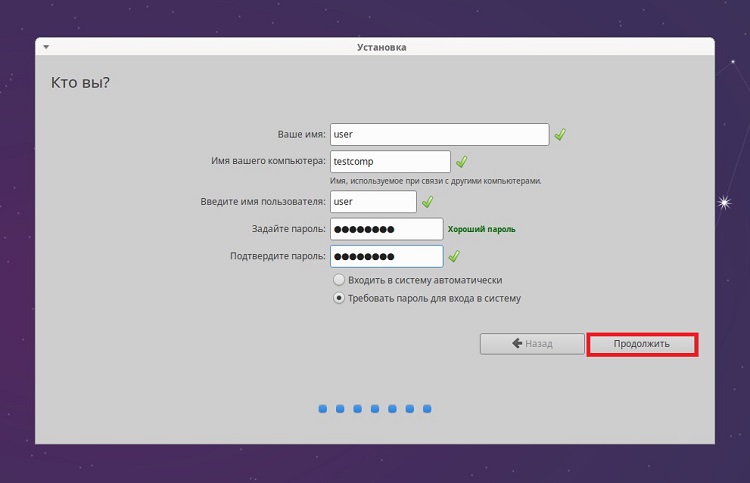 Установка
Кто вы?
Ваше имя: user
Имя вашего компьютера: testcomp
Имя, используемое при связи с другими компьютерами.
Введите имя пользователя: user
Задайте пароль: ●●●●●●●● Хороший пароль
Подтвердите пароль: ●●●●●●●●
Входить в систему автоматически
Требовать пароль для входа в систему
Назад Продолжить